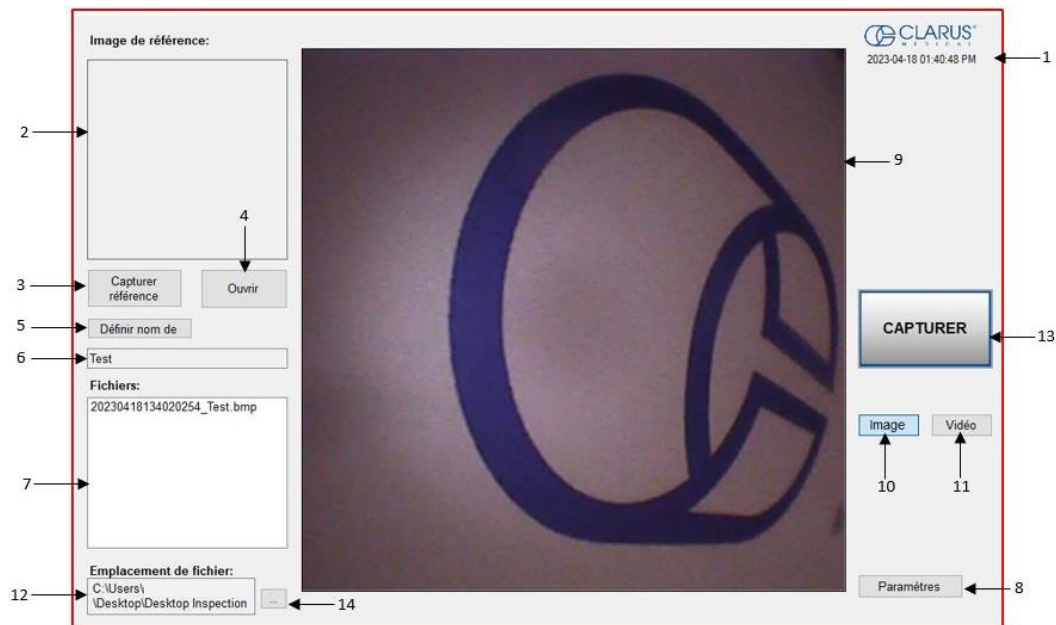 Image de référence:
CLARUS®
MEDICAL
2023-04-18 01:40:48 PM
1
2
9
4
3
Capturer
référence
Ouvrir
5
Définir nom de
6
Test
CAPTURER
13
Fichiers:
20230418134020254_Test.bmp
Image
Vidéo
7
10
11
Emplacement de fichier:
12
C:\Users\
\Desktop\Desktop Inspection
...
14
Paramètres
8